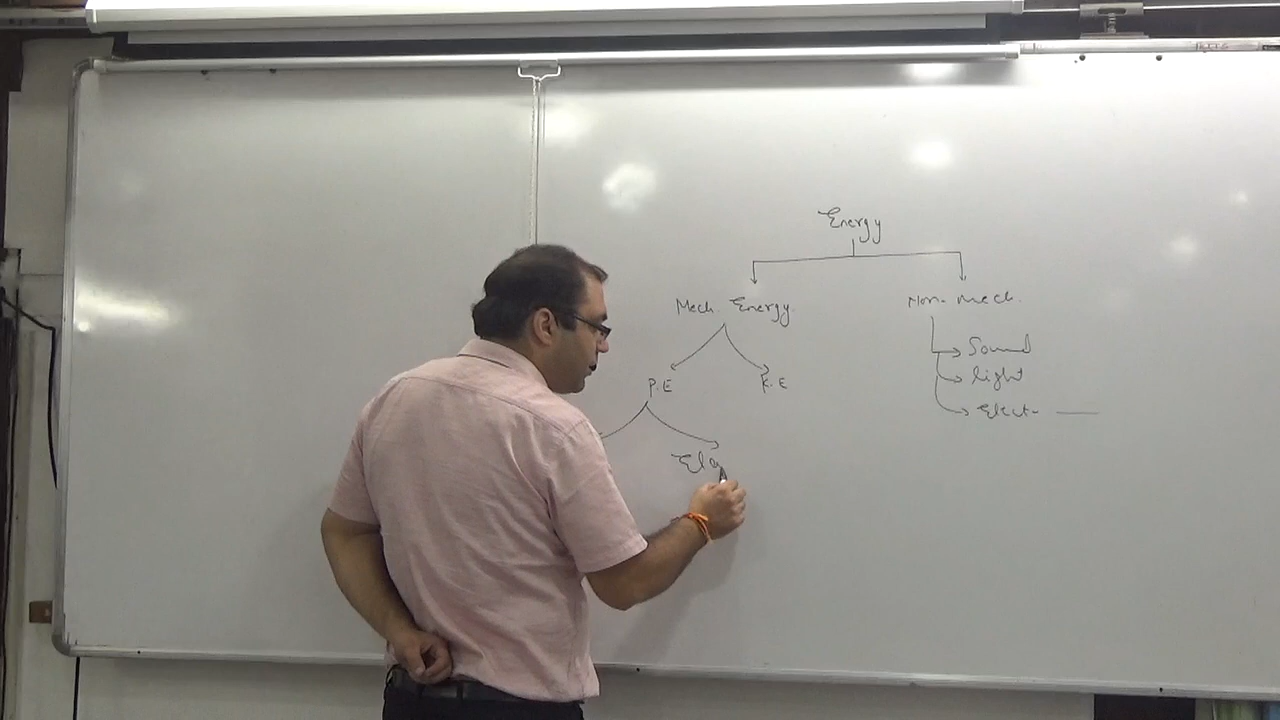 Energy
Mech. Energy
Non-mech.
Sound
light
P.E
K.E
Elect-
Ela